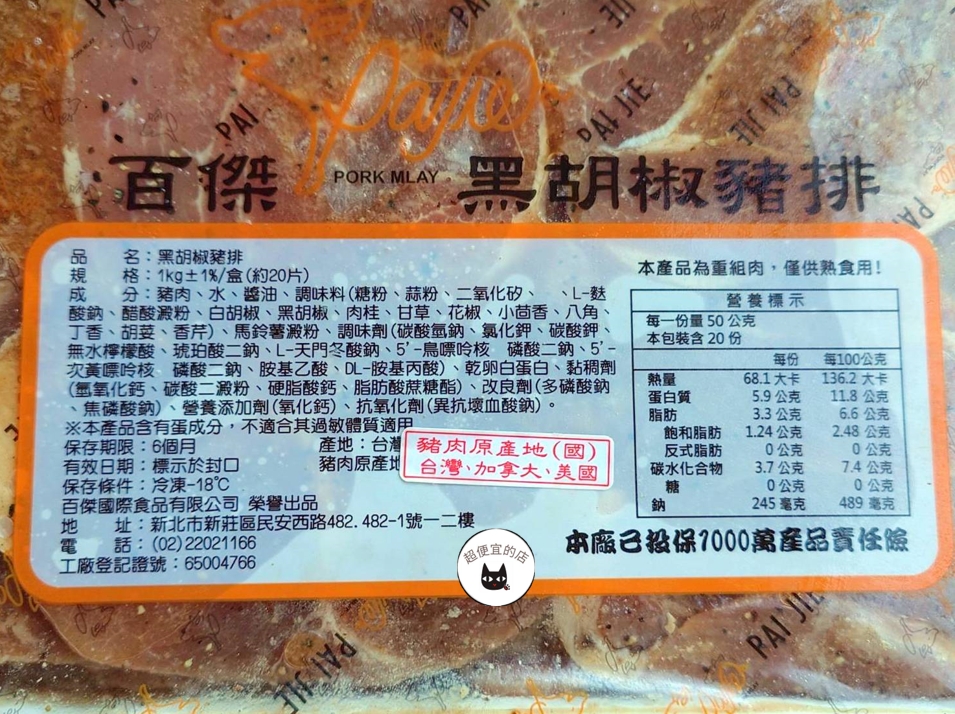 Paijie
PAI
PAI JIE
PAI JIE
百傑 PORK MLAY 黑胡椒豬排
品　　名：黑胡椒豬排
規　　格：1kg±1%/盒(約20片)
成　　分：豬肉、水、醬油、調味料(糖粉、蒜粉、二氧化矽、　、L-麩
酸鈉、醋酸澱粉、白胡椒、黑胡椒、肉桂、甘草、花椒、小茴香、八角、
丁香、胡荽、香芹)、馬鈴薯澱粉、調味劑(碳酸氫鈉、氯化鉀、碳酸鉀、
無水檸檬酸、琥珀酸二鈉、L-天門冬酸鈉、5'-鳥嘌呤核　磷酸二鈉、5'-
次黃嘌呤核　磷酸二鈉、胺基乙酸、DL-胺基丙酸)、乾卵白蛋白、黏稠劑
(氫氧化鈣、碳酸二澱粉、硬脂酸鈣、脂肪酸蔗糖酯)、改良劑(多磷酸鈉
、焦磷酸鈉)、營養添加劑(氧化鈣)、抗氧化劑(異抗壞血酸鈉)。
※本產品含有蛋成分，不適合其過敏體質適用
保存期限：6個月
產地：台灣
有效日期：標示於封口
豬肉原產地
豬肉原產地(國)
台灣、加拿大、美國
保存條件：冷凍-18℃
百傑國際食品有限公司 榮譽出品
地　　址：新北市新莊區民安西路482.482-1號一二樓
電　　話：(02)22021166
工廠登記證號：65004766
本產品為重組肉，僅供熟食用!
營養標示
每一份量 50 公克
本包裝含 20 份
每份 每100公克
熱量 68.1 大卡 136.2 大卡
蛋白質 5.9 公克 11.8 公克
脂肪 3.3 公克 6.6 公克
飽和脂肪 1.24 公克 2.48 公克
反式脂肪 0 公克 0 公克
碳水化合物 3.7 公克 7.4 公克
糖 0 公克 0 公克
鈉 245 毫克 489 毫克
本廠已投保1000萬產品責任險
超便宜的店
PAI JIE
PAI JIE